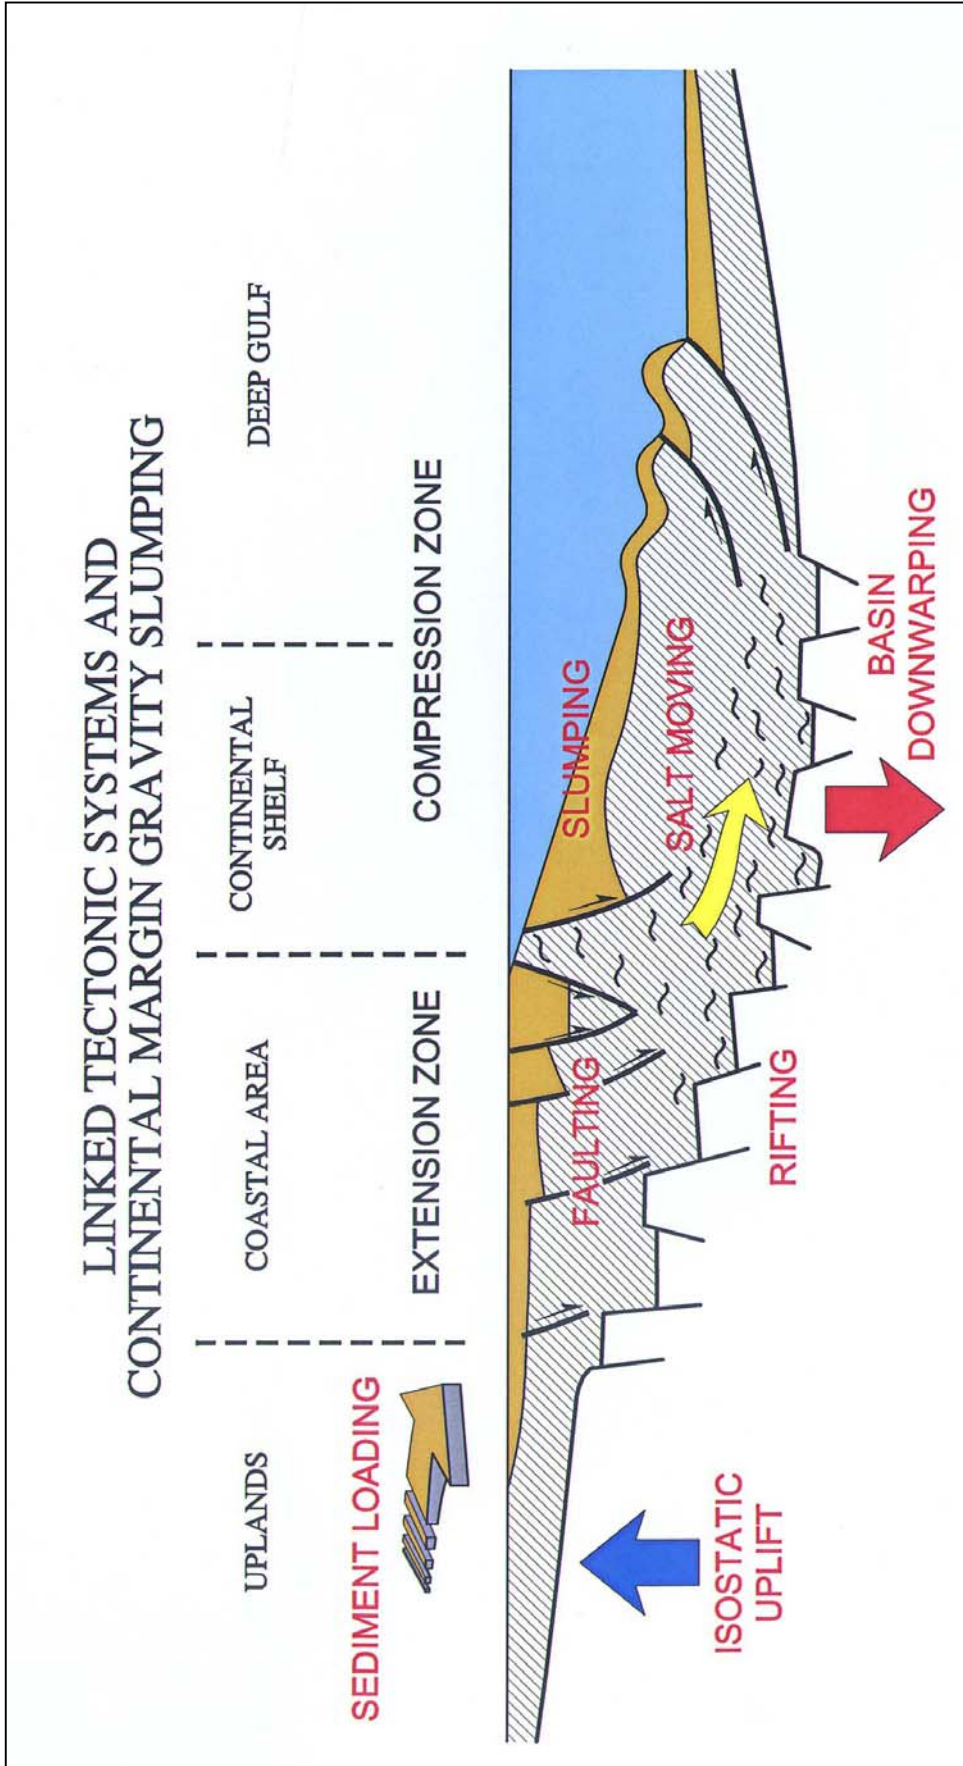 LINKED TECTONIC SYSTEMS AND
CONTINENTAL MARGIN GRAVITY SLUMPING
UPLANDS
COASTAL AREA
CONTINENTAL
SHELF
DEEP GULF
SEDIMENT LOADING
EXTENSION ZONE
COMPRESSION ZONE
FAULTING
SLUMPING
SALT MOVING
RIFTING
ISOSTATIC
UPLIFT
BASIN
DOWNWARPING